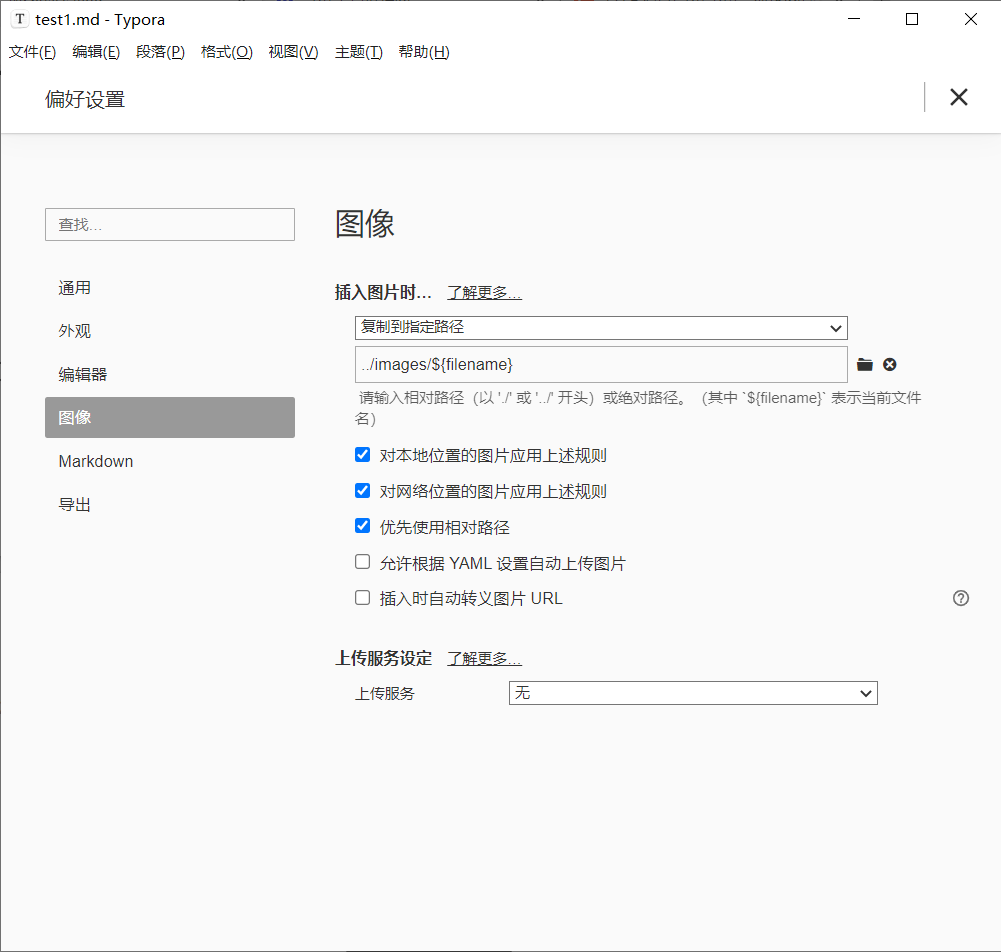 T test1.md - Typora
文件(F) 编辑(E) 段落(P) 格式(O) 视图(V) 主题(T) 帮助(H)
偏好设置
查找...
通用
外观
编辑器
图像
Markdown
导出
图像
插入图片时... 了解更多...
复制到指定路径
../images/${filename}
请输入相对路径（以 './' 或 '../' 开头）或绝对路径。（其中 `${filename}` 表示当前文件
名）
对本地位置的图片应用上述规则
对网络位置的图片应用上述规则
优先使用相对路径
允许根据 YAML 设置自动上传图片
插入时自动转义图片 URL
上传服务设定 了解更多...
上传服务 无